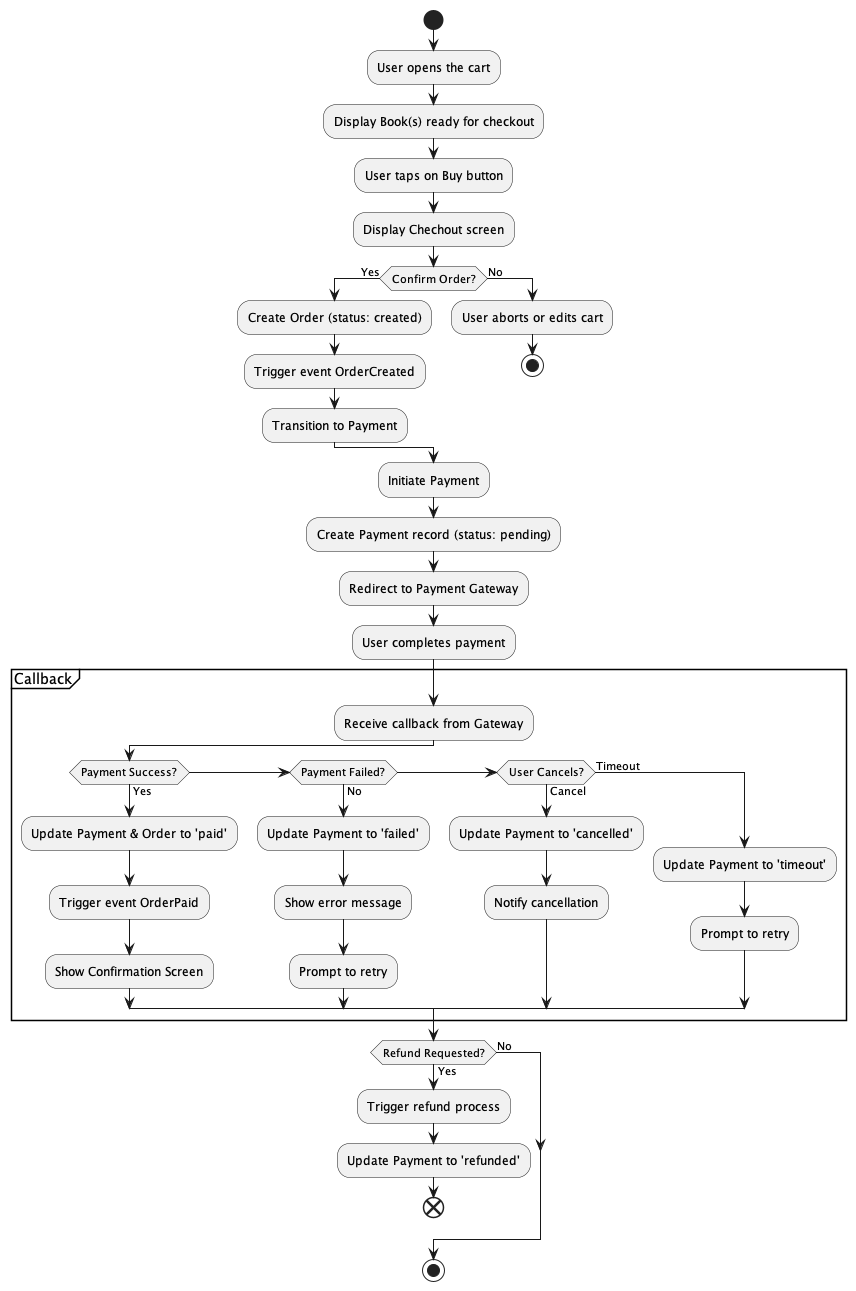 User opens the cart
Display Book(s) ready for checkout
User taps on Buy button
Display Chechout screen
Yes
Confirm Order?
No
Create Order (status: created)
User aborts or edits cart
Trigger event OrderCreated
Transition to Payment
Initiate Payment
Create Payment record (status: pending)
Redirect to Payment Gateway
User completes payment
Callback
Receive callback from Gateway
Payment Success?
Payment Failed?
User Cancels?
Timeout
Yes
No
Cancel
Update Payment & Order to 'paid'
Update Payment to 'failed'
Update Payment to 'cancelled'
Update Payment to 'timeout'
Trigger event OrderPaid
Show error message
Notify cancellation
Prompt to retry
Show Confirmation Screen
Prompt to retry
Refund Requested?
No
Yes
Trigger refund process
Update Payment to 'refunded'